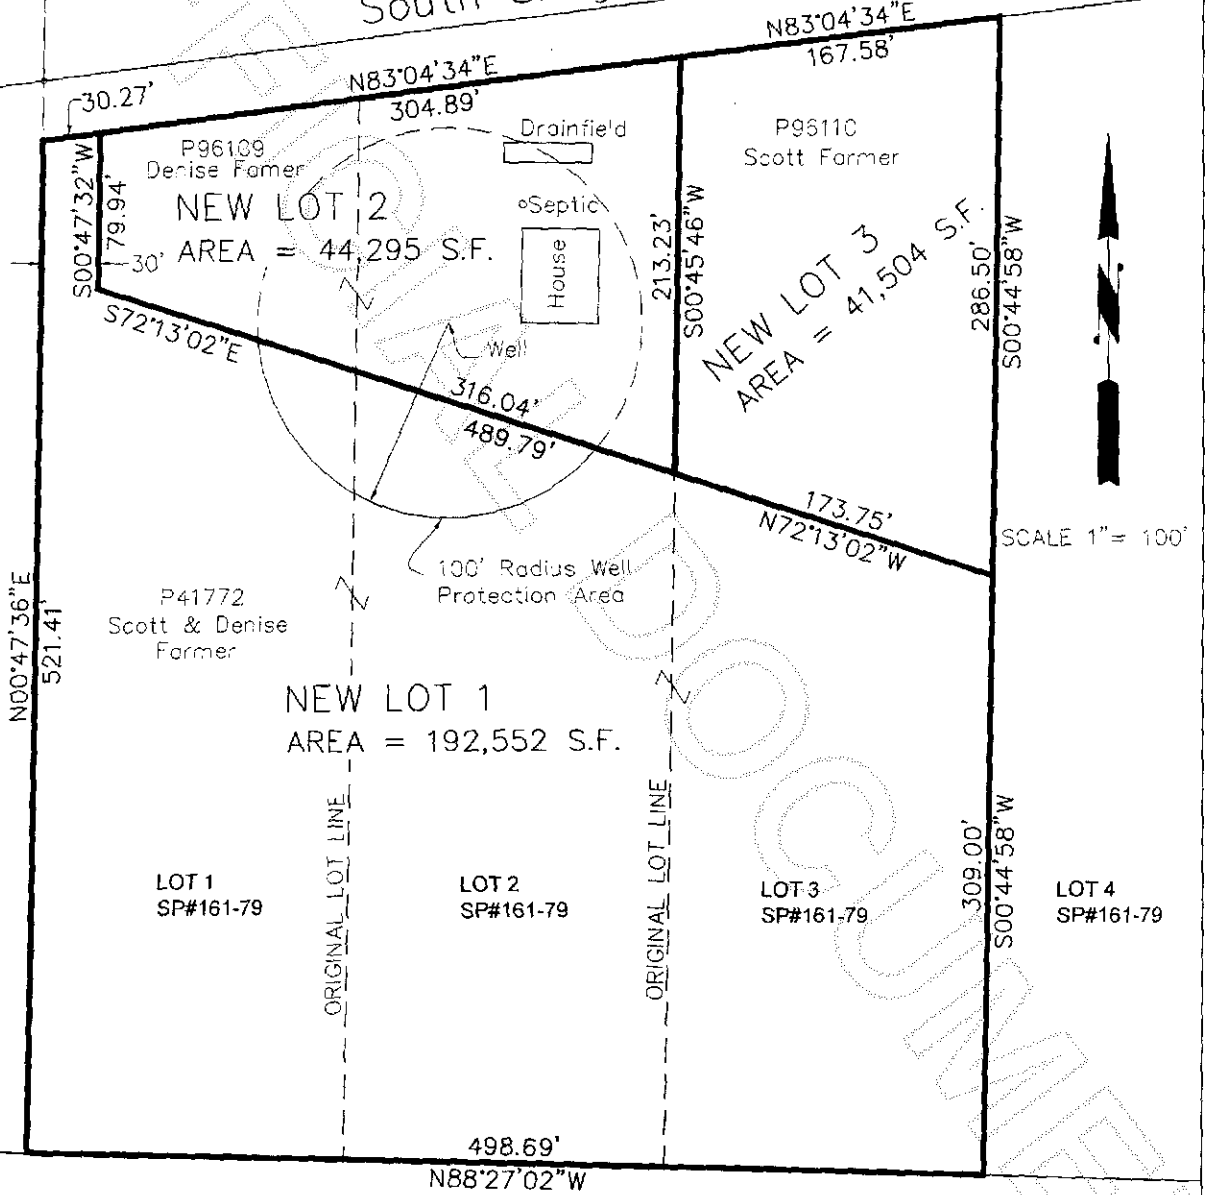 South
N83°04'34"E
167.58'
N83°04'34"E
304.89'
30.27'
P96109
Denise Famer
NEW LOT 2
AREA = 44,295 S.F.
S00°47'32"W
79.94'
30'
Drainfield
Septic
House
Well
P96110
Scott Farmer
NEW LOT 3
AREA = 41,504 S.F.
213.23'
S00°45'46"W
286.50'
S00°44'58"W
S72°13'02"E
316.04'
489.79'
173.75'
N72°13'02"W
SCALE 1"= 100'
100' Radius Well
Protection Area
N00°47'36"E
521.41'
P41772
Scott & Denise
Farmer
NEW LOT 1
AREA = 192,552 S.F.
ORIGINAL LOT LINE
ORIGINAL LOT LINE
309.00'
S00°44'58"W
LOT 1
SP#161-79
LOT 2
SP#161-79
LOT 3
SP#161-79
LOT 4
SP#161-79
498.69'
N88°27'02"W
DOCUME